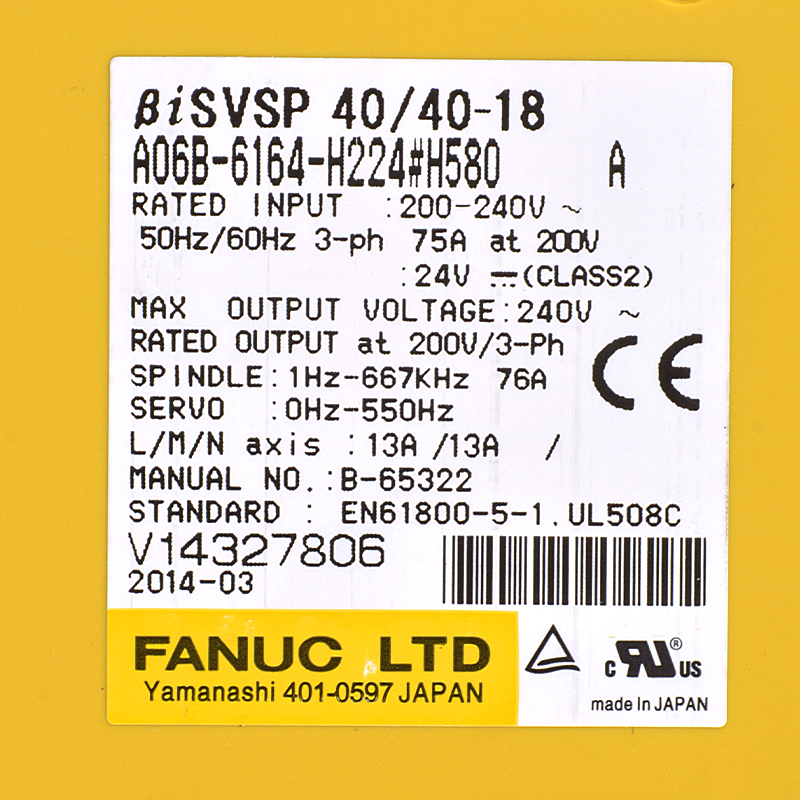 βiSVSP 40/40-18
A06B-6164-H224#H580 A
RATED INPUT :200-240V ~
50Hz/60Hz 3-ph 75A at 200V
:24V ⎓(CLASS2)
MAX OUTPUT VOLTAGE:240V ~
RATED OUTPUT at 200V/3-Ph
CE
SPINDLE:1Hz-667KHz 76A
SERVO :0Hz-550Hz
L/M/N axis :13A /13A /
MANUAL NO.:B-65322
STANDARD : EN61800-5-1.UL508C
V14327806
2014-03
FANUC LTD
Yamanashi 401-0597 JAPAN
c RU ® US
made In JAPAN